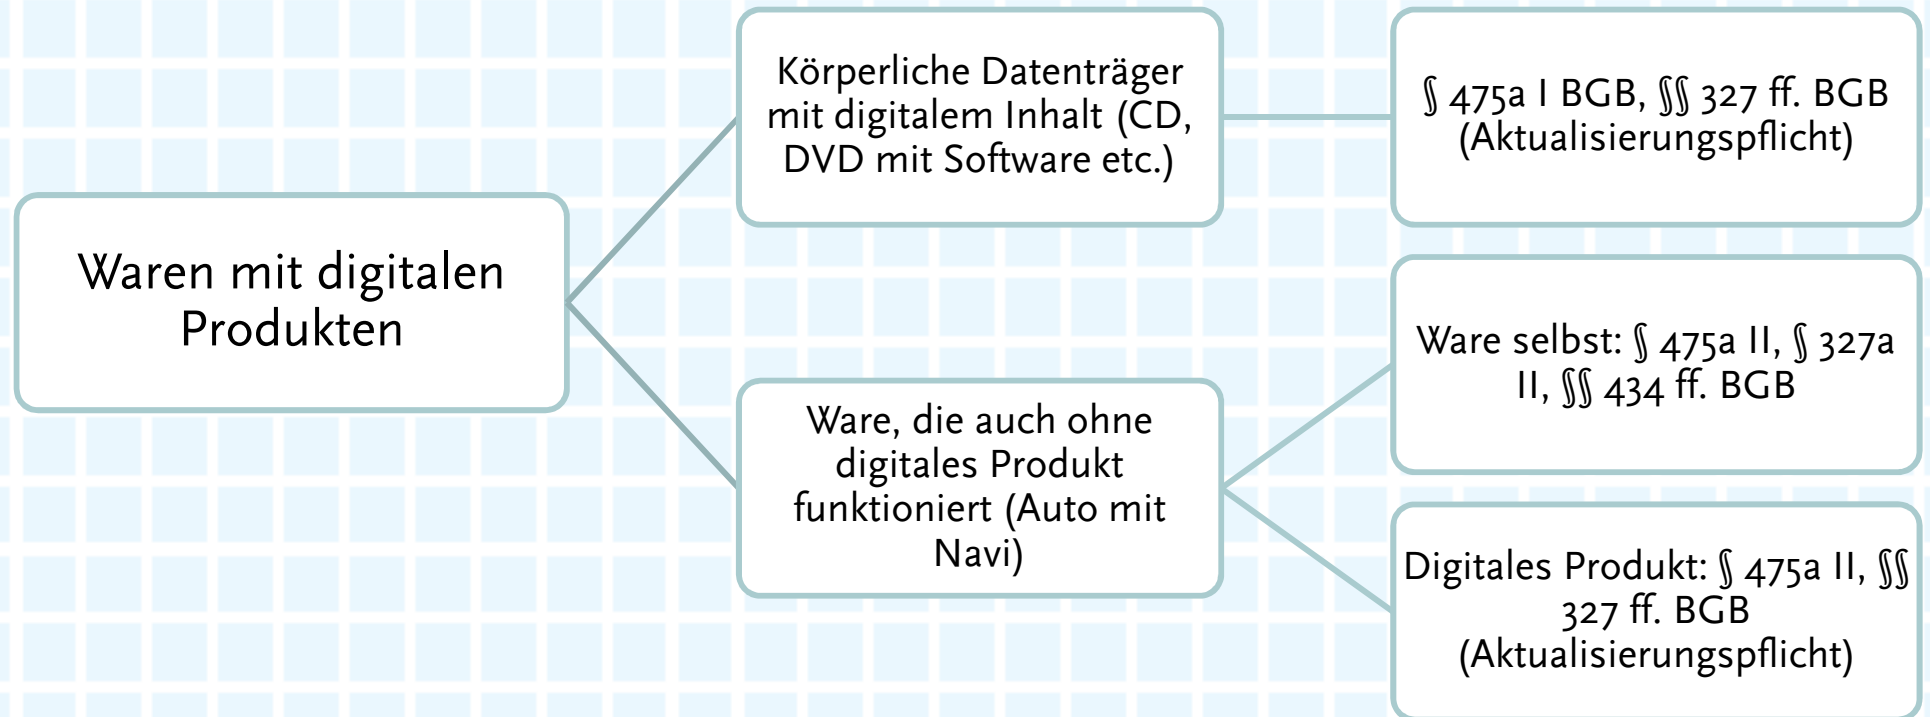 Waren mit digitalen
Produkten
Körperliche Datenträger
mit digitalem Inhalt (CD,
DVD mit Software etc.)
§ 475a I BGB, §§ 327 ff. BGB
(Aktualisierungspflicht)
Ware, die auch ohne
digitales Produkt
funktioniert (Auto mit
Navi)
Ware selbst: § 475a II, § 327a
II, §§ 434 ff. BGB
Digitales Produkt: § 475a II, §§
327 ff. BGB
(Aktualisierungspflicht)